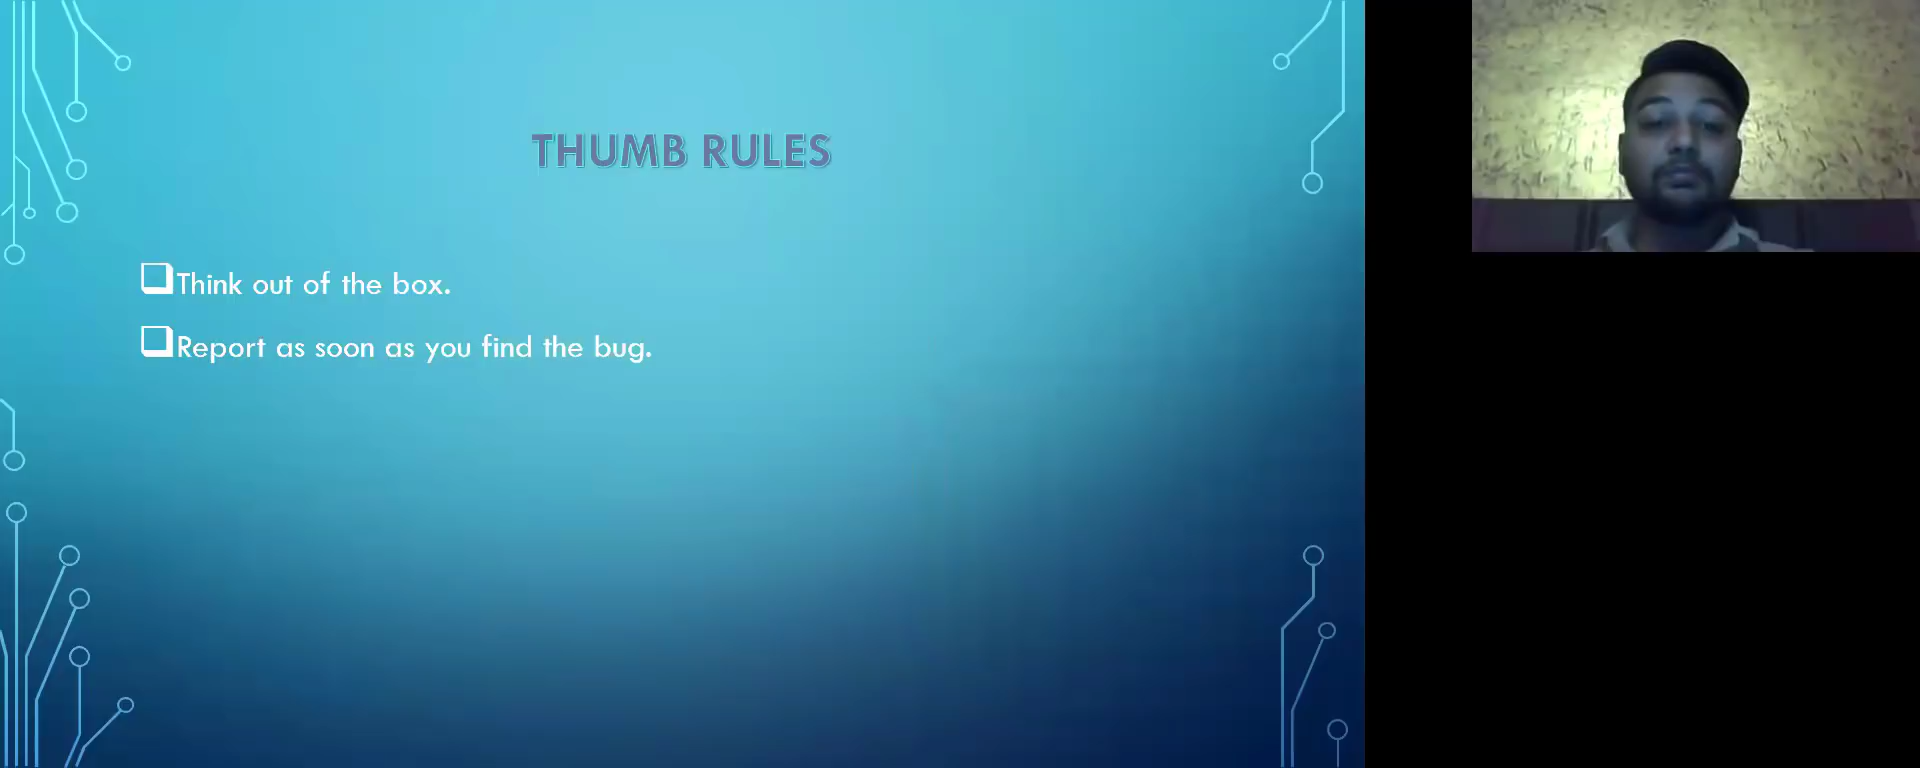 THUMB RULES
Think out of the box.
Report as soon as you find the bug.